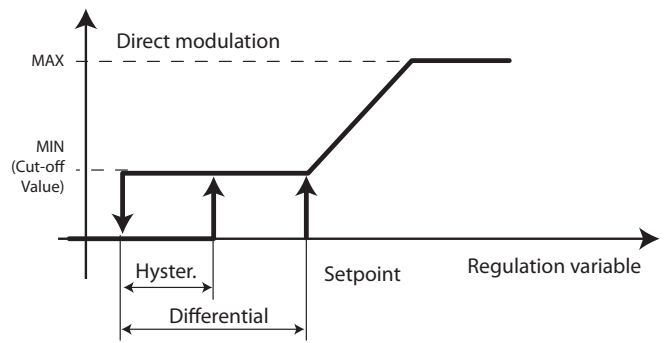 Direct modulation
MAX
MIN
(Cut-off
Value)
Hyster.
Setpoint
Regulation variable
Differential